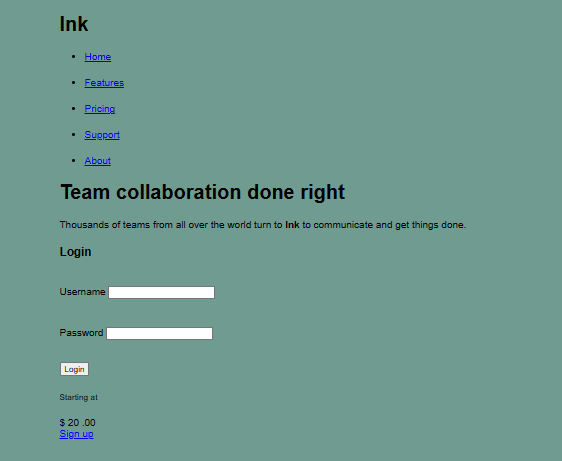 Ink
Home
Features
Pricing
Support
About
Team collaboration done right
Thousands of teams from all over the world turn to Ink to communicate and get things done.
Login
Username
Password
Login
Starting at
$ 20 .00
Sign up